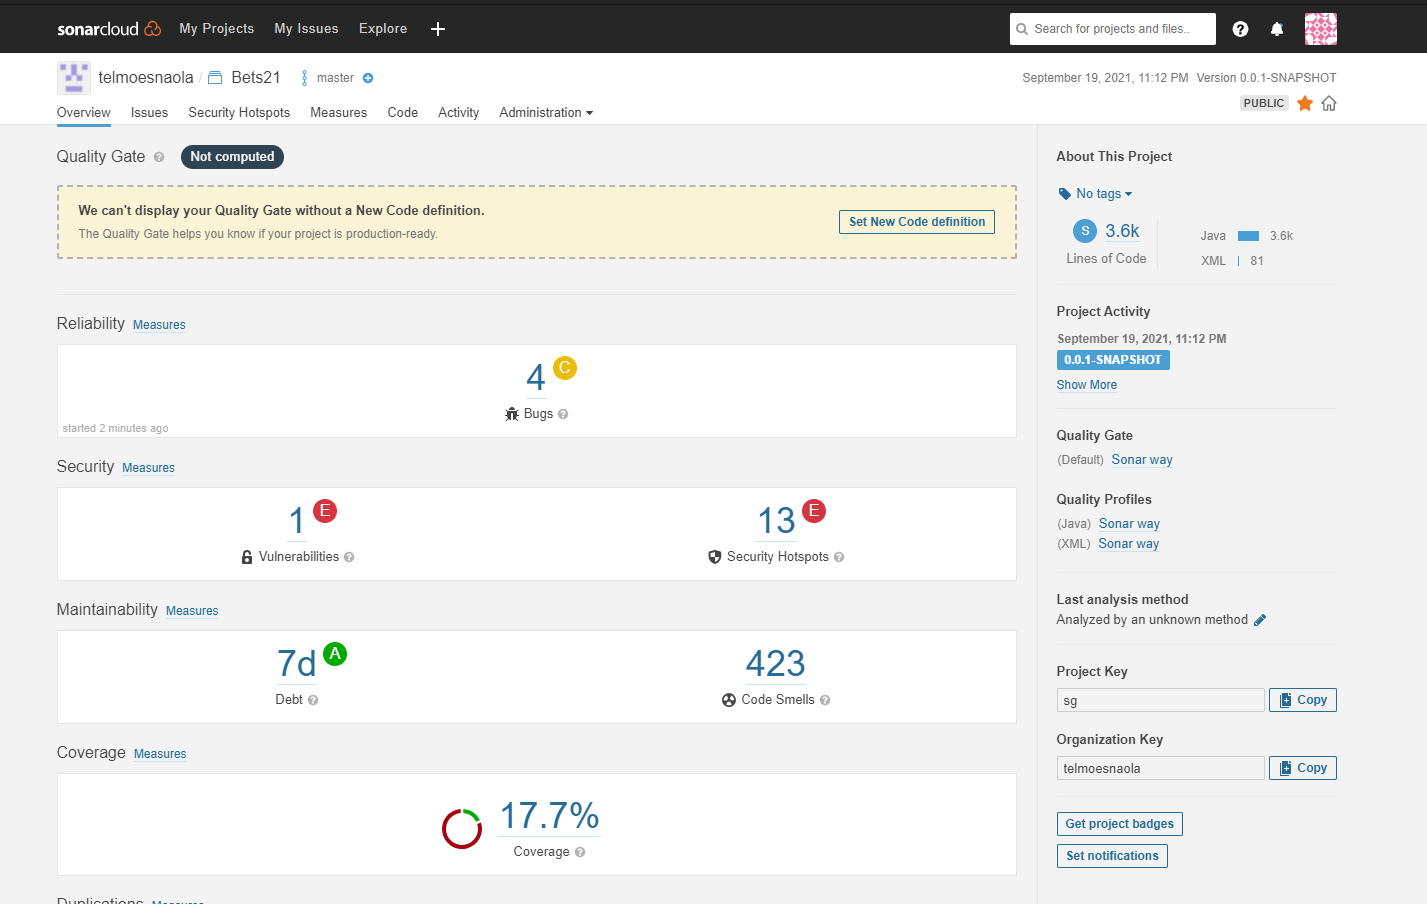 sonarcloud My Projects My Issues Explore Search for projects and files..
telmoesnaola / Bets21 master September 19, 2021, 11:12 PM Version 0.0.1-SNAPSHOT
PUBLIC
Overview Issues Security Hotspots Measures Code Activity Administration
Quality Gate ? Not computed
We can't display your Quality Gate without a New Code definition.
The Quality Gate helps you know if your project is production-ready.
Set New Code definition
Reliability Measures
4 C
Bugs ?
started 2 minutes ago
Security Measures
1 E
Vulnerabilities ?
13 E
Security Hotspots ?
Maintainability Measures
7d A
Debt ?
423
Code Smells ?
Coverage Measures
17.7%
Coverage ?
Duplications Measures
About This Project
No tags
S 3.6k
Lines of Code
Java 3.6k
XML 81
Project Activity
September 19, 2021, 11:12 PM
0.0.1-SNAPSHOT
Show More
Quality Gate
(Default) Sonar way
Quality Profiles
(Java) Sonar way
(XML) Sonar way
Last analysis method
Analyzed by an unknown method
Project Key
sg Copy
Organization Key
telmoesnaola Copy
Get project badges
Set notifications